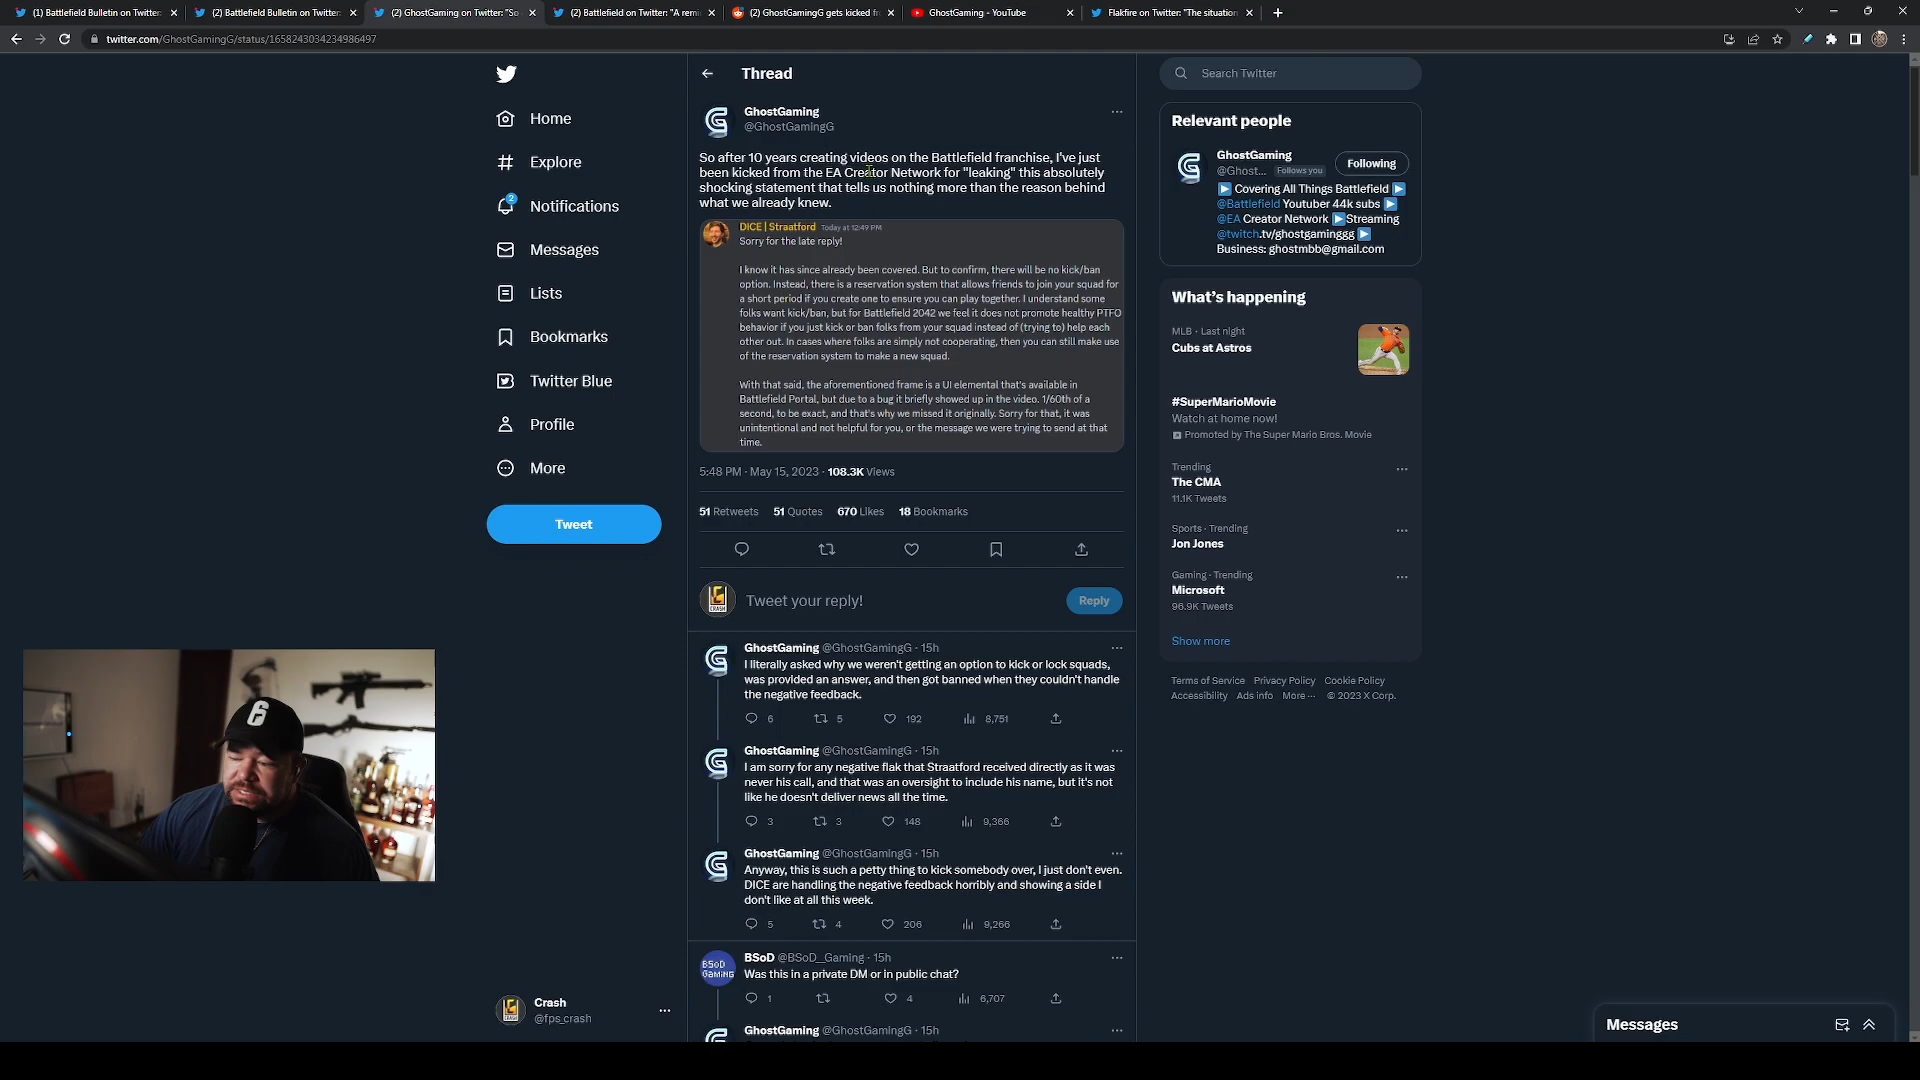 (1) Battlefield Bulletin on Twitter:
(2) Battlefield Bulletin on Twitter:
(2) GhostGaming on Twitter: "So
(2) Battlefield on Twitter: "A remi
(2) GhostGamingG gets kicked fr
GhostGaming - YouTube
Flakfire on Twitter: "The situation
twitter.com/GhostGamingG/status/1658243034234986497
Home
Explore
2
Notifications
Messages
Lists
Bookmarks
Twitter Blue
Profile
More
Tweet
Crash
@fps_crash
Thread
GhostGaming
@GhostGamingG
So after 10 years creating videos on the Battlefield franchise, I've just
been kicked from the EA Creator Network for "leaking" this absolutely
shocking statement that tells us nothing more than the reason behind
what we already knew.
DICE | Straatford Today at 12:49 PM
Sorry for the late reply!
I know it has since already been covered. But to confirm, there will be no kick/ban
option. Instead, there is a reservation system that allows friends to join your squad for
a short period if you create one to ensure you can play together. I understand some
folks want kick/ban, but for Battlefield 2042 we feel it does not promote healthy PTFO
behavior if you just kick or ban folks from your squad instead of (trying to) help each
other out. In cases where folks are simply not cooperating, then you can still make use
of the reservation system to make a new squad.
With that said, the aforementioned frame is a UI elemental that's available in
Battlefield Portal, but due to a bug it briefly showed up in the video. 1/60th of a
second, to be exact, and that's why we missed it originally. Sorry for that, it was
unintentional and not helpful for you, or the message we were trying to send at that
time.
5:48 PM · May 15, 2023 · 108.3K Views
51 Retweets 51 Quotes 670 Likes 18 Bookmarks
CRASH
Tweet your reply!
Reply
GhostGaming @GhostGamingG · 15h
I literally asked why we weren't getting an option to kick or lock squads,
was provided an answer, and then got banned when they couldn't handle
the negative feedback.
6 5 192 8,751
GhostGaming @GhostGamingG · 15h
I am sorry for any negative flak that Straatford received directly as it was
never his call, and that was an oversight to include his name, but it's not
like he doesn't deliver news all the time.
3 3 148 9,366
GhostGaming @GhostGamingG · 15h
Anyway, this is such a petty thing to kick somebody over, I just don't even.
DICE are handling the negative feedback horribly and showing a side I
don't like at all this week.
5 4 206 9,266
BSoD GAMING
BSoD @BSoD_Gaming · 15h
Was this in a private DM or in public chat?
1 4 6,707
GhostGaming @GhostGamingG · 15h
Search Twitter
Relevant people
GhostGaming
@Ghost... Follows you
Following
Covering All Things Battlefield
@Battlefield Youtuber 44k subs
@EA Creator Network Streaming
@twitch.tv/ghostgaminggg
Business: ghostmbb@gmail.com
What's happening
MLB · Last night
Cubs at Astros
#SuperMarioMovie
Watch at home now!
Promoted by The Super Mario Bros. Movie
Trending
The CMA
11.1K Tweets
Sports · Trending
Jon Jones
Gaming · Trending
Microsoft
96.9K Tweets
Show more
Terms of Service Privacy Policy Cookie Policy
Accessibility Ads info More ··· © 2023 X Corp.
Messages